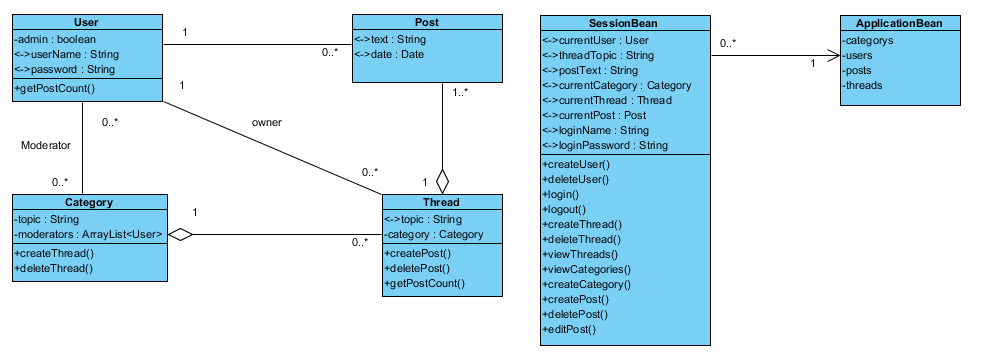 User
-admin : boolean
<->userName : String
<->password : String
+getPostCount()
1
0..*
Post
<->text : String
<->date : Date
1
owner
0..*
0..*
Moderator
0..*
1..*
1
Category
-topic : String
-moderators : ArrayList<User>
+createThread()
+deleteThread()
1
0..*
Thread
<->topic : String
-category : Category
+createPost()
+deletePost()
+getPostCount()
SessionBean
<->currentUser : User
<->threadTopic : String
<->postText : String
<->currentCategory : Category
<->currentThread : Thread
<->currentPost : Post
<->loginName : String
<->loginPassword : String
+createUser()
+deleteUser()
+login()
+logout()
+createThread()
+deleteThread()
+viewThreads()
+viewCategories()
+createCategory()
+createPost()
+deletePost()
+editPost()
0..*
1
ApplicationBean
-categorys
-users
-posts
-threads